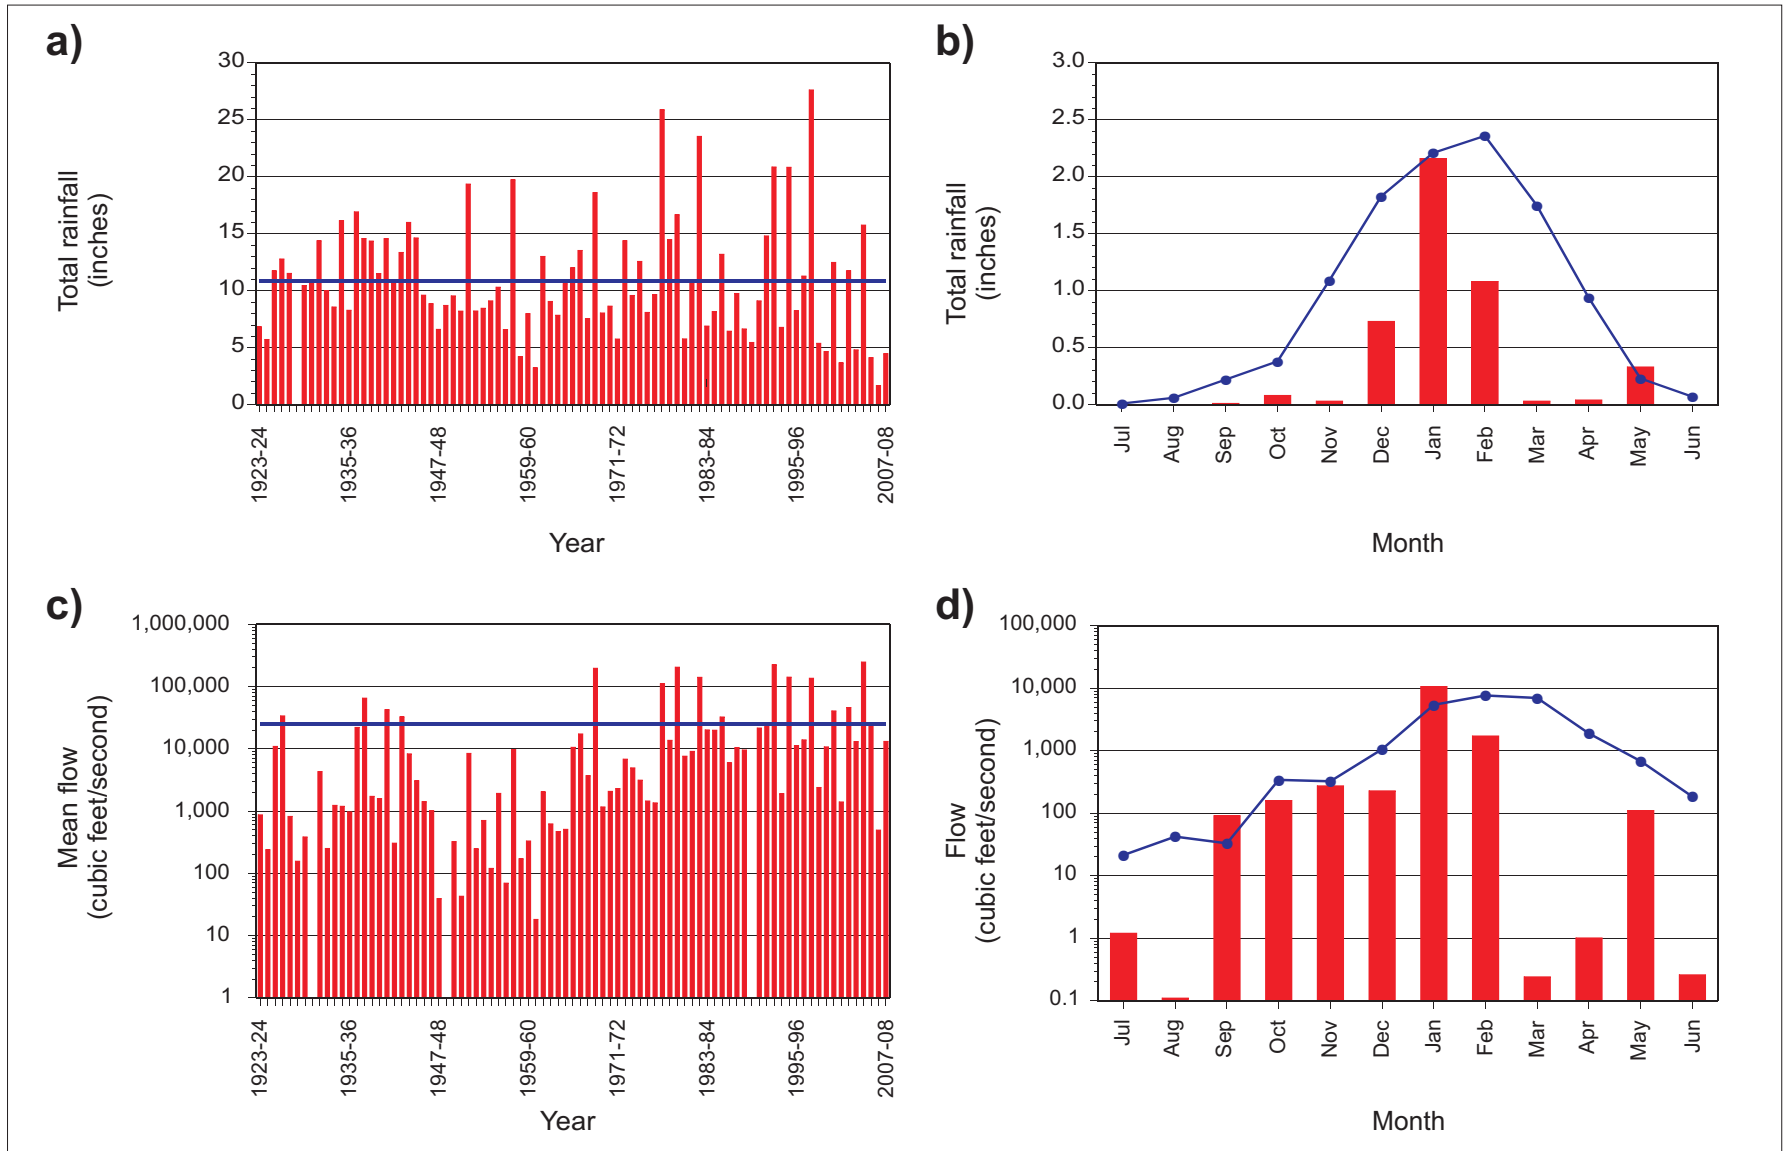 a)
30
25
20
15
10
5
0
Total rainfall
(inches)
1923-24
1935-36
1947-48
1959-60
1971-72
1983-84
1995-96
2007-08
Year
b)
3.0
2.5
2.0
1.5
1.0
0.5
0.0
Total rainfall
(inches)
Jul
Aug
Sep
Oct
Nov
Dec
Jan
Feb
Mar
Apr
May
Jun
Month
c)
1,000,000
100,000
10,000
1,000
100
10
1
Mean flow
(cubic feet/second)
1923-24
1935-36
1947-48
1959-60
1971-72
1983-84
1995-96
2007-08
Year
d)
100,000
10,000
1,000
100
10
1
0.1
Flow
(cubic feet/second)
Jul
Aug
Sep
Oct
Nov
Dec
Jan
Feb
Mar
Apr
May
Jun
Month